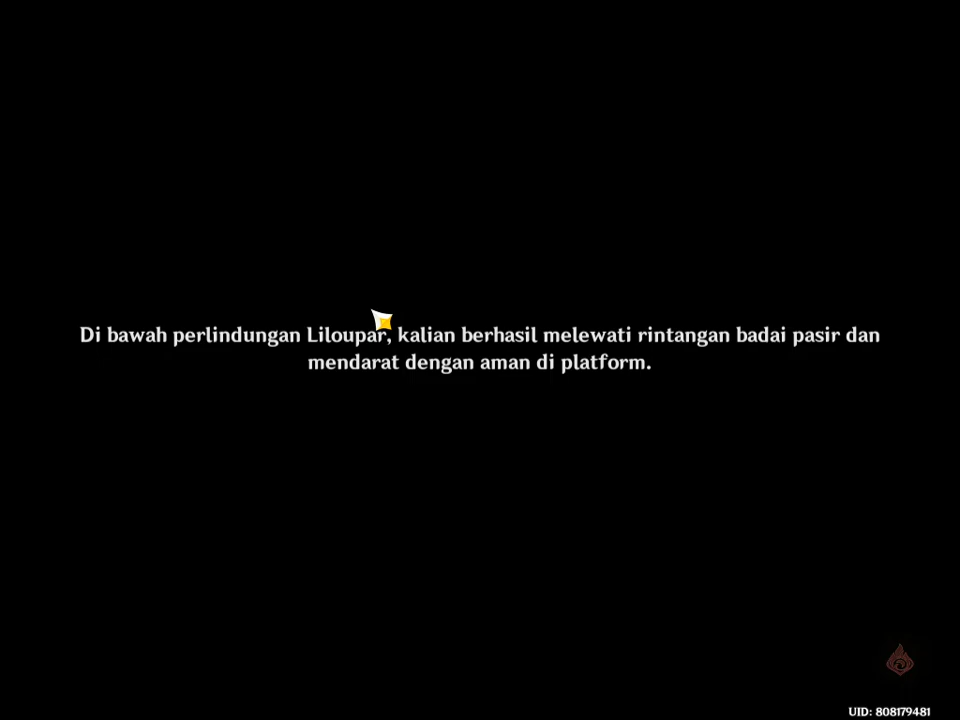 Di bawah perlindungan Liloupar, kalian berhasil melewati rintangan badai pasir dan
mendarat dengan aman di platform.
UID: 808179481